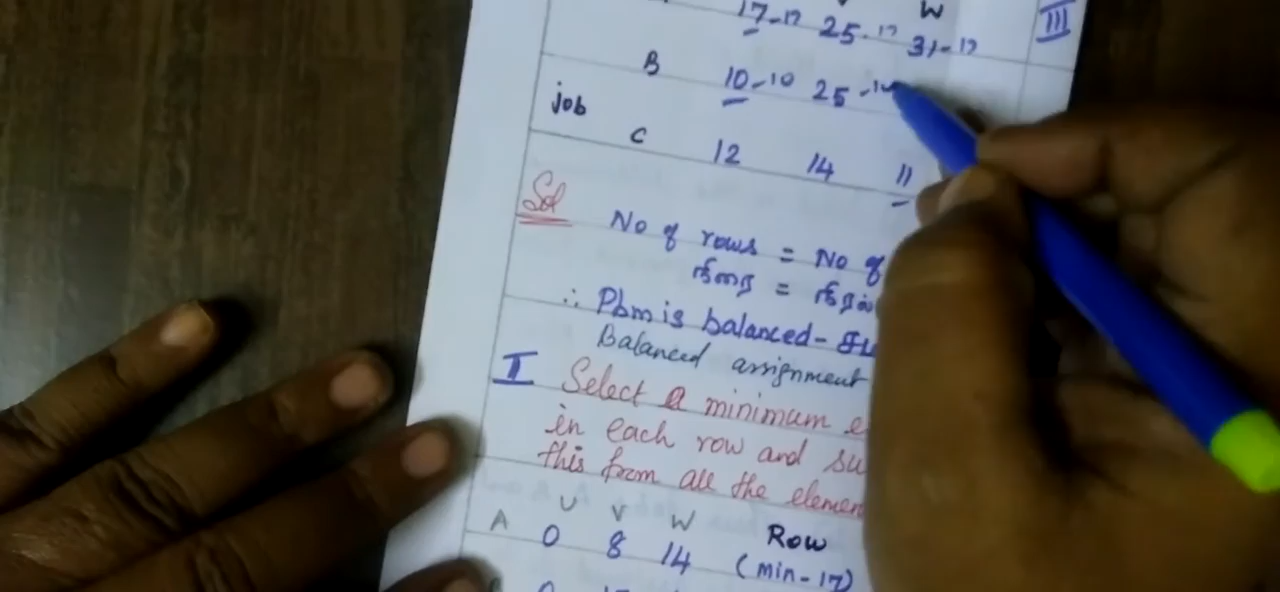 W
III
17-17 25-17 31-17
B 10-10 25-10
job
C 12 14 11
Sol
No of rows = No of
நிரை =
∴ Pbm is balanced -
Balanced assignment
I Select a minimum e
in each row and su
this from all the elemen
U V W
A 0 8 14 Row
(min-17)